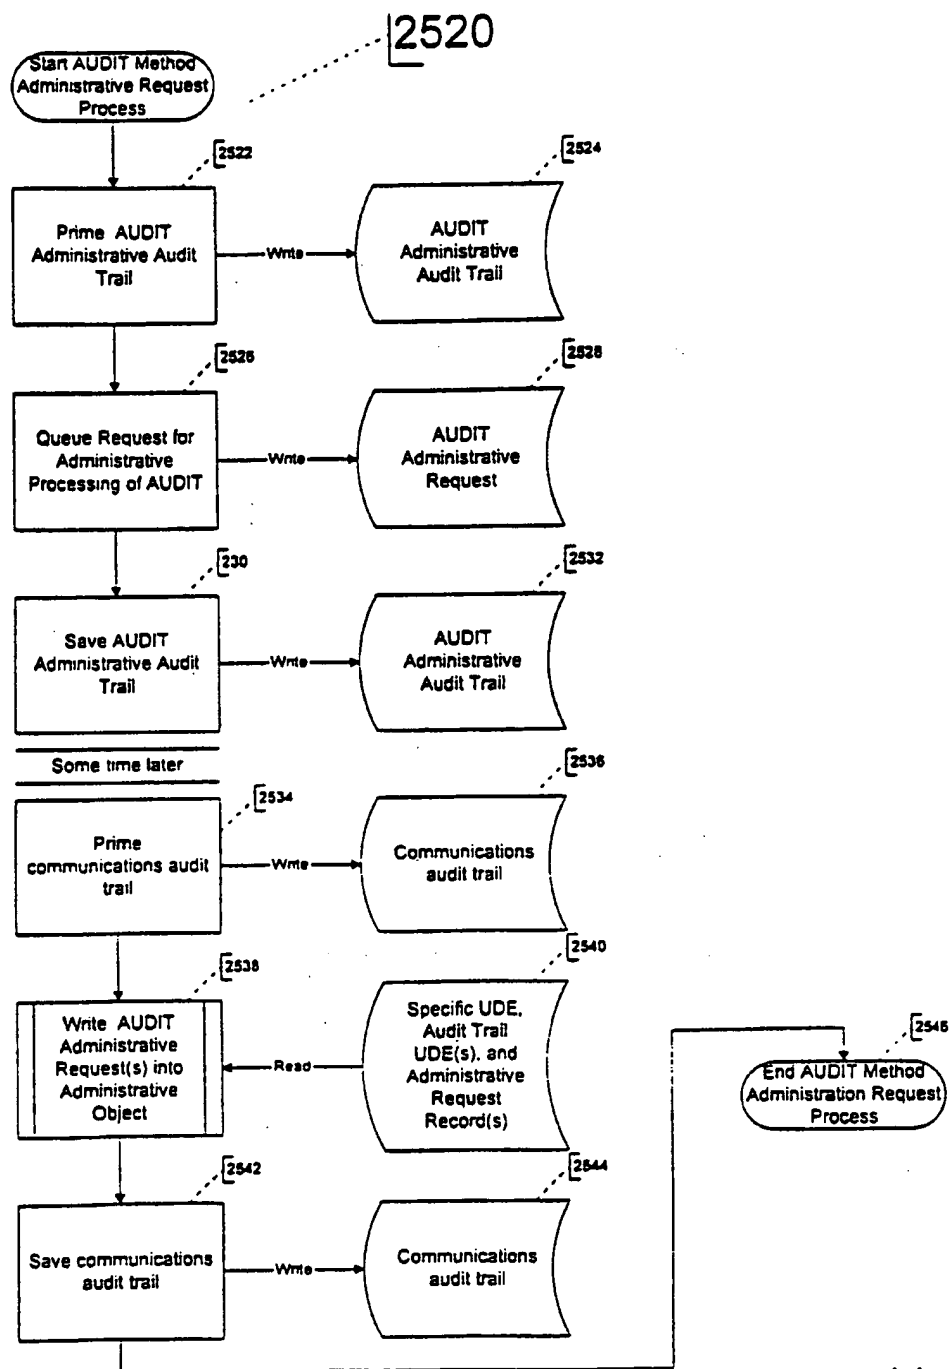 2520
Start AUDIT Method
Administrative Request
Process
2522
2524
Prime AUDIT
Administrative Audit
Trail
Write
AUDIT
Administrative
Audit Trail
2526
2528
Queue Request for
Administrative
Processing of AUDIT
Write
AUDIT
Administrative
Request
230
2532
Save AUDIT
Administrative Audit
Trail
Write
AUDIT
Administrative
Audit Trail
Some time later
2534
2536
Prime
communications audit
trail
Write
Communications
audit trail
2538
2540
Write AUDIT
Administrative
Request(s) into
Administrative
Object
Read
Specific UDE,
Audit Trail
UDE(s), and
Administrative
Request
Record(s)
2546
End AUDIT Method
Administration Request
Process
2542
2544
Save communications
audit trail
Write
Communications
audit trail